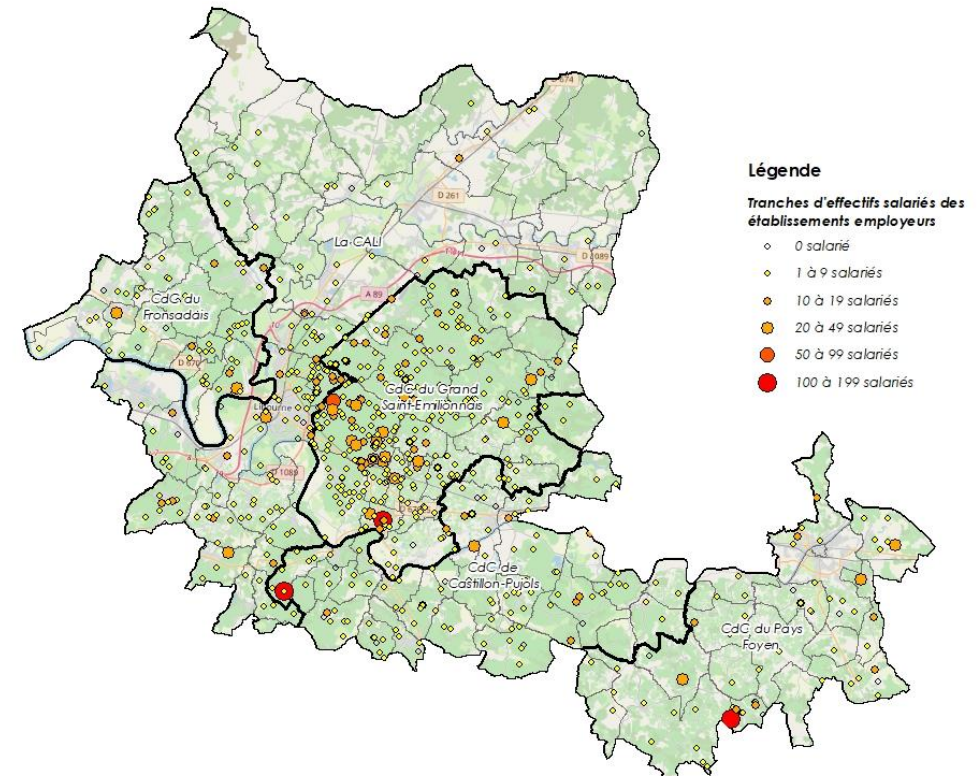 D 674
Légende
Tranches d'effectifs salariés des
établissements employeurs
0 salarié
1 à 9 salariés
10 à 19 salariés
20 à 49 salariés
50 à 99 salariés
100 à 199 salariés
D 261
La CALI
D 1089
A 89
CdC du
Fronsadais
D 670
CdC du Grand
Saint-Emilionnais
Libourne
D 1089
CdC de
Castillon-Pujols
CdC du Pays
Foyen